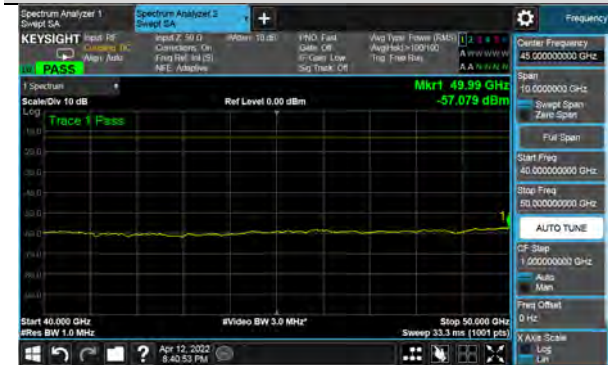 Spectrum Analyzer 1
Swept SA
Spectrum Analyzer 2
Swept SA
+
Frequency
KEYSIGHT
Input: RF
Coupling: DC
Align: Auto
Input Z: 50 Ω
Corrections: On
Freq Ref: Int (S)
NFE: Adaptive
#Atten: 10 dB
PNO: Fast
Gate: Off
IF Gain: Low
Sig Track: Off
Avg Type: Power (RMS)
Avg|Hold:>100/100
Trig: Free Run
PASS
1 Spectrum
Scale/Div 10 dB
Log
Ref Level 0.00 dBm
Mkr1 49.99 GHz
-57.079 dBm
Trace 1 Pass
1
Start 40.000 GHz
#Res BW 1.0 MHz
#Video BW 3.0 MHz*
Stop 50.000 GHz
Sweep 33.3 ms (1001 pts)
Center Frequency
45.000000000 GHz
Span
10.0000000 GHz
Swept Span
Zero Span
Full Span
Start Freq
40.000000000 GHz
Stop Freq
50.000000000 GHz
AUTO TUNE
CF Step
1.000000000 GHz
Auto
Man
Freq Offset
0 Hz
X Axis Scale
Log
Lin
?
Apr 12, 2022
8:40:53 PM